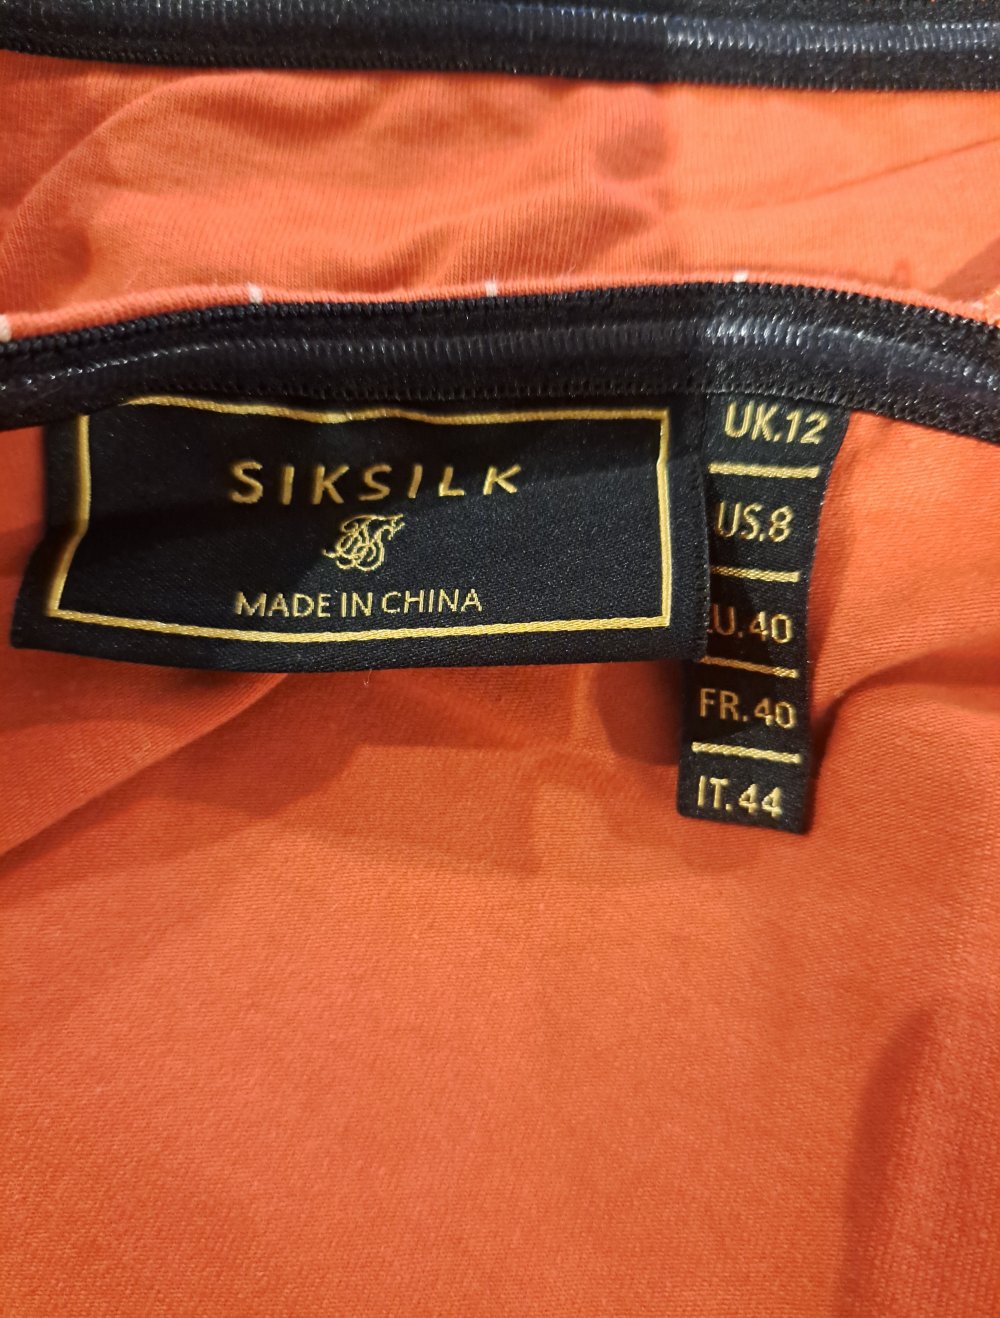 SIKSILK
MADE IN CHINA
UK.12
US.8
U.40
FR.40
IT.44